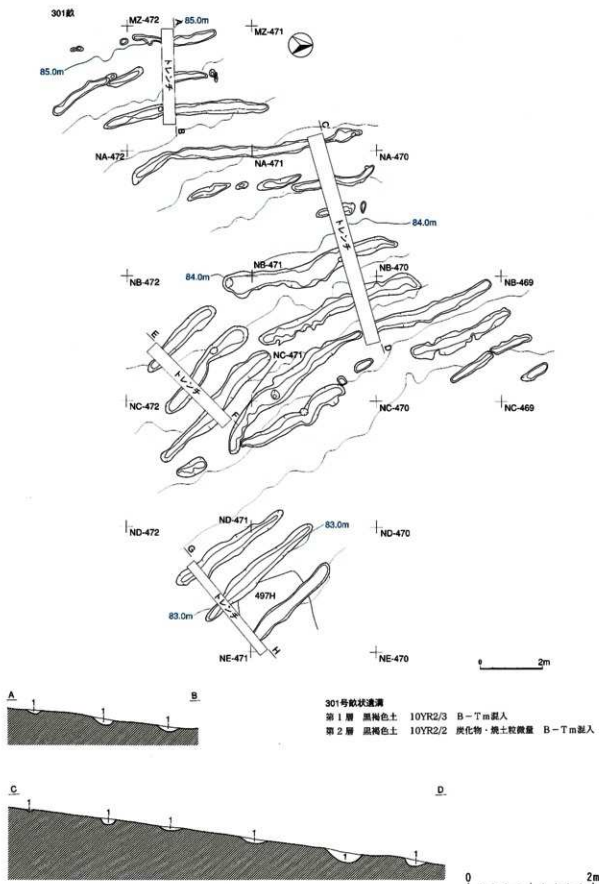 301畝
MZ-472
A
85.0m
MZ-471
85.0m
トレンチ
B
C
NA-472
NA-471
NA-470
トレンチ
84.0m
84.0m
NB-472
NB-471
NB-470
NB-469
E
D
トレンチ
NC-471
NC-472
F
NC-470
NC-469
ND-472
ND-471
83.0m
ND-470
G
497H
トレンチ
83.0m
H
NE-471
NE-470
0 2m
A B
1 1 1
301号畝状遺構
第1層 黒褐色土 10YR2/3 B-Tm混入
第2層 黒褐色土 10YR2/2 炭化物・焼土粒微量 B-Tm混入
C D
1 1 1 1 1 1
0 2m